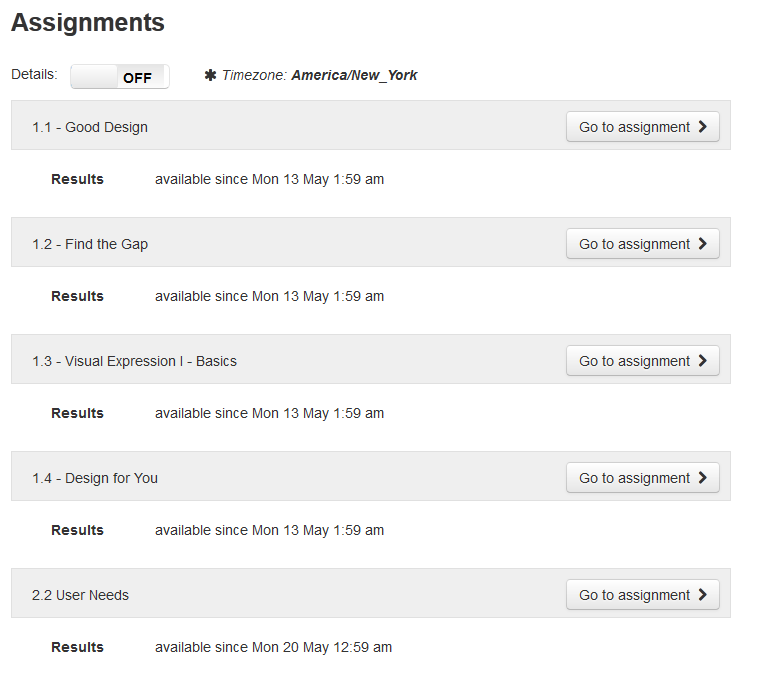 Assignments
Details: OFF ✱ Timezone: America/New_York
1.1 - Good Design Go to assignment
Results available since Mon 13 May 1:59 am
1.2 - Find the Gap Go to assignment
Results available since Mon 13 May 1:59 am
1.3 - Visual Expression I - Basics Go to assignment
Results available since Mon 13 May 1:59 am
1.4 - Design for You Go to assignment
Results available since Mon 13 May 1:59 am
2.2 User Needs Go to assignment
Results available since Mon 20 May 12:59 am